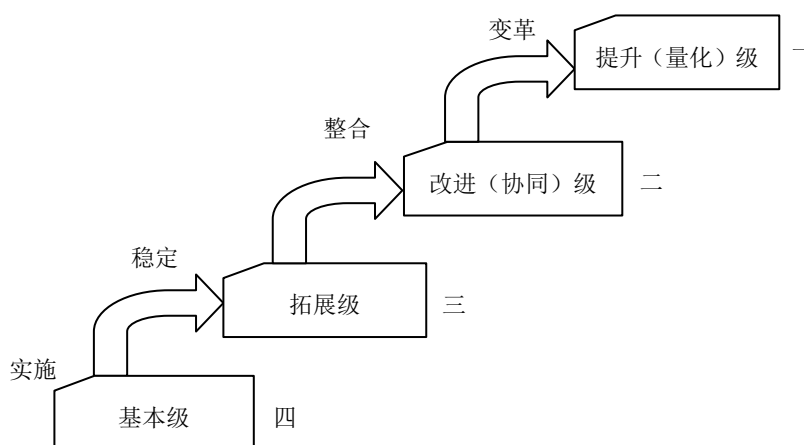 变革
提升（量化）级
一
整合
改进（协同）级
二
稳定
拓展级
三
实施
基本级
四